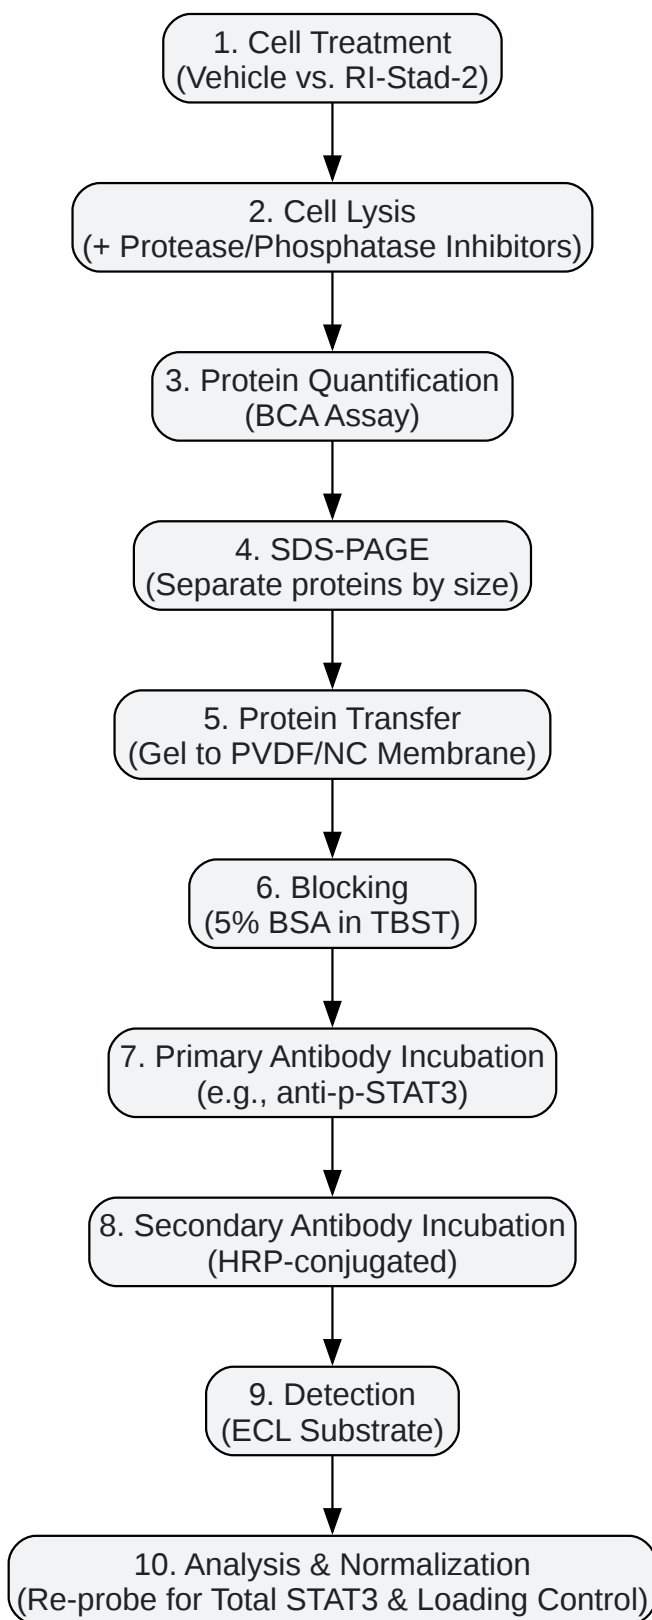 1. Cell Treatment
(Vehicle vs. RI-Stad-2)
2. Cell Lysis
(+ Protease/Phosphatase Inhibitors)
3. Protein Quantification
(BCA Assay)
4. SDS-PAGE
(Separate proteins by size)
5. Protein Transfer
(Gel to PVDF/NC Membrane)
6. Blocking
(5% BSA in TBST)
7. Primary Antibody Incubation
(e.g., anti-p-STAT3)
8. Secondary Antibody Incubation
(HRP-conjugated)
9. Detection
(ECL Substrate)
10. Analysis & Normalization
(Re-probe for Total STAT3 & Loading Control)